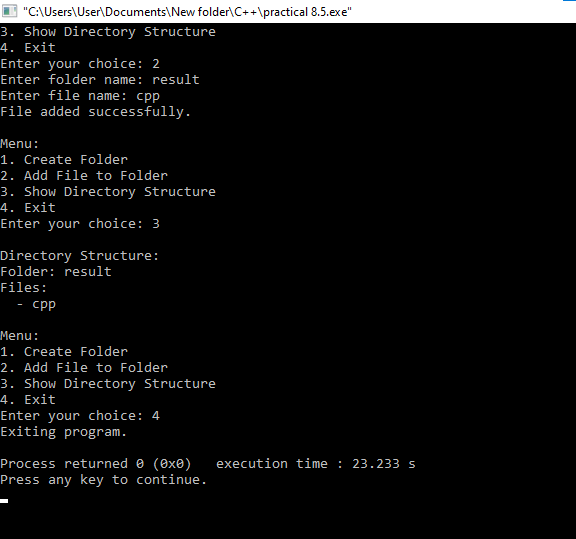 "C:\Users\User\Documents\New folder\C++\practical 8.5.exe"
3. Show Directory Structure
4. Exit
Enter your choice: 2
Enter folder name: result
Enter file name: cpp
File added successfully.
Menu:
1. Create Folder
2. Add File to Folder
3. Show Directory Structure
4. Exit
Enter your choice: 3
Directory Structure:
Folder: result
Files:
  - cpp
Menu:
1. Create Folder
2. Add File to Folder
3. Show Directory Structure
4. Exit
Enter your choice: 4
Exiting program.
Process returned 0 (0x0)   execution time : 23.233 s
Press any key to continue.